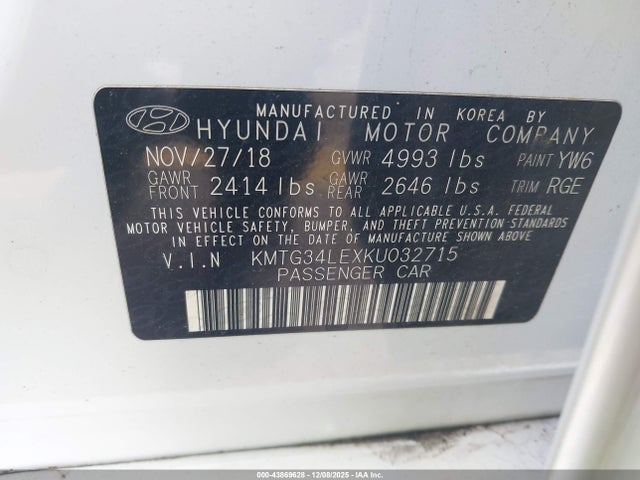 MANUFACTURED IN KOREA BY
HYUNDAI MOTOR COMPANY
NOV/27/18 GVWR 4993 lbs PAINT YW6
GAWR FRONT 2414 lbs GAWR REAR 2646 lbs TRIM RGE
THIS VEHICLE CONFORMS TO ALL APPLICABLE U.S.A. FEDERAL
MOTOR VEHICLE SAFETY, BUMPER, AND THEFT PREVENTION STANDARDS
IN EFFECT ON THE DATE OF MANUFACTURE SHOWN ABOVE
V.I.N KMTG34LEXKU032715
PASSENGER CAR
00-43869628 12/08/2025 IAA Inc.